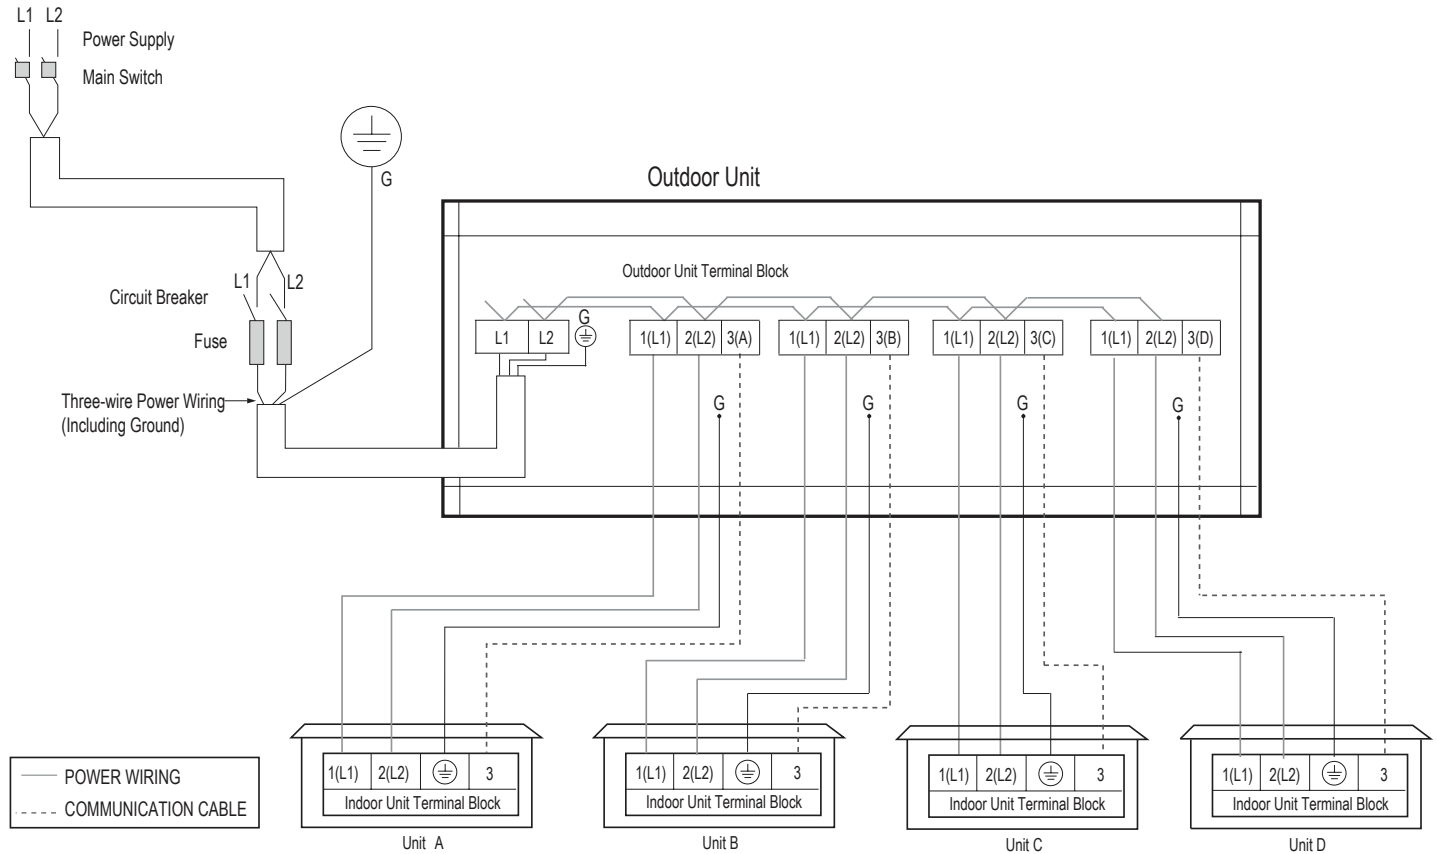 L1 L2
Power Supply
Main Switch
G
Outdoor Unit
Outdoor Unit Terminal Block
L1 L2
Circuit Breaker
Fuse
Three-wire Power Wiring
(Including Ground)
G
L1 L2
1(L1) 2(L2) 3(A)
1(L1) 2(L2) 3(B)
1(L1) 2(L2) 3(C)
1(L1) 2(L2) 3(D)
G G G G
POWER WIRING
COMMUNICATION CABLE
1(L1) 2(L2) 3
Indoor Unit Terminal Block
Unit A
1(L1) 2(L2) 3
Indoor Unit Terminal Block
Unit B
1(L1) 2(L2) 3
Indoor Unit Terminal Block
Unit C
1(L1) 2(L2) 3
Indoor Unit Terminal Block
Unit D